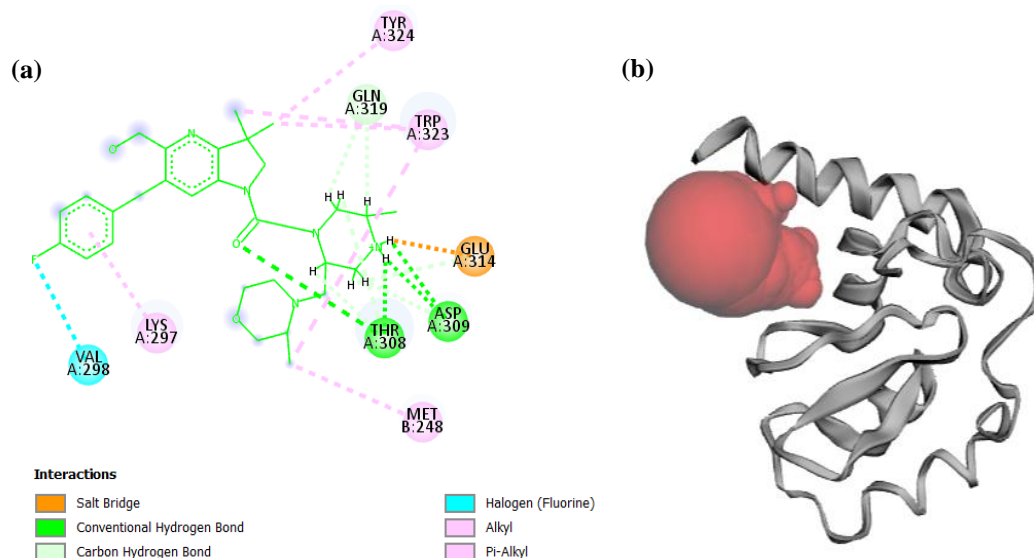 (a)
(b)
TYR
A:324
GLN
A:319
TRP
A:323
N
O
N
O
N
H
H
H
H
N+
H
H
H
H
GLU
A:314
F
N
O
THR
A:308
ASP
A:309
LYS
A:297
VAL
A:298
MET
B:248
Interactions
Salt Bridge
Conventional Hydrogen Bond
Carbon Hydrogen Bond
Halogen (Fluorine)
Alkyl
Pi-Alkyl